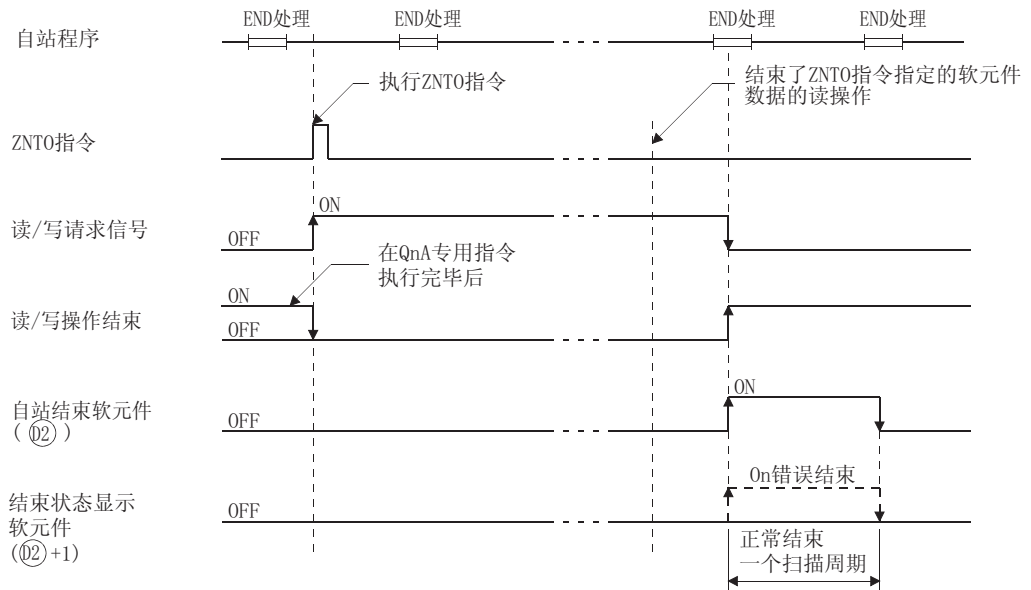 END处理
END处理
END处理
END处理
自站程序
执行ZNTO指令
结束了ZNTO指令指定的软元件
数据的读操作
ZNTO指令
ON
读/写请求信号
OFF
在QnA专用指令
执行完毕后
ON
读/写操作结束
OFF
ON
自站结束软元件
(D2)
OFF
On错误结束
结束状态显示
软元件
(D2+1)
OFF
正常结束
一个扫描周期